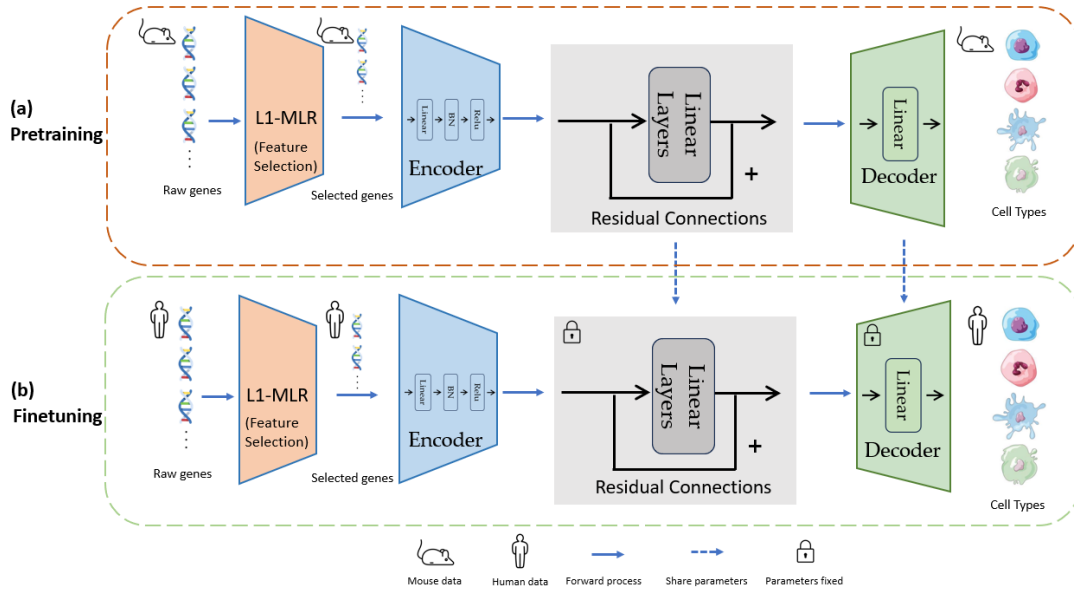 (a)
Pretraining
L1-MLR
(Feature
Selection)
Raw genes
Selected genes
Linear
BN
Relu
Encoder
Linear
Layers
+
Residual Connections
Linear
Decoder
Cell Types
(b)
Finetuning
L1-MLR
(Feature
Selection)
Raw genes
Selected genes
Linear
BN
Relu
Encoder
Linear
Layers
+
Residual Connections
Linear
Decoder
Cell Types
Mouse data
Human data
Forward process
Share parameters
Parameters fixed